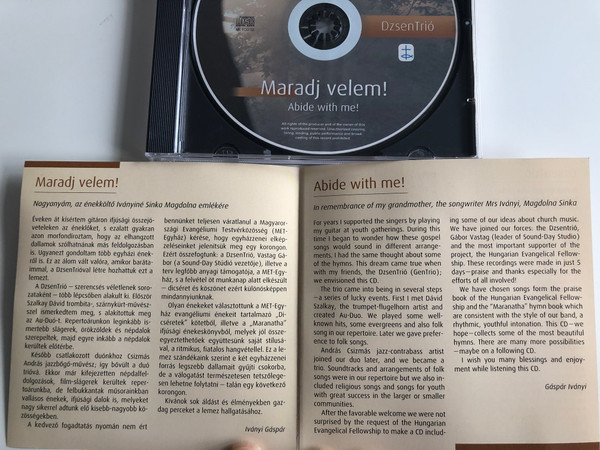 DzsenTrió
Maradj velem!
Abide with me!
Maradj velem!
Nagyanyám, az énekköltő Iványiné Sinka Magdolna emlékére
Éveken át kísértem gitáron ifjúsági összejö-
veteleken az éneklőket, s ezalatt gyakran
azon morfondíroztam, hogy az elhangzott
dallamok szólhatnának más feldolgozásban
is. Ugyanezt gondoltam több egyházi ének-
ről is. Ez az álom vált valóra, amikor baráta-
immal, a DzsenTrióval létre hozhattuk ezt a
lemezt.
A DzsenTrió — szerencsés véletlenek soro-
zataként — több lépcsőben alakult ki. Először
Szalkay Dávid trombita-, szárnykürt-művész-
szel ismerkedtem meg, s alakítottuk meg
az Au-Duo-t. Repertoárunkon leginkább is-
mertebb slágerek, örökzöldek és népdalok
szerepeltek, majd egyre inkább a népdalok
kerültek előtérbe.
Később csatlakozott duónkhoz Csizmás
András jazzbőgő-művész; így bővült a duó
trióvá. Ekkor már kifejezetten népdalfel-
dolgozások, film-slágerek kerültek reper-
toárunkba, de felbukkantak műsorainkban
vallásos énekek, ifjúsági dalok is, melyeket
nagy sikerrel adtunk elő kisebb-nagyobb kö-
zösségekben.
A kedvező fogadtatás nyomán nem ért
bennünket teljesen váratlanul a Magyaror-
szági Evangéliumi Testvérközösség (MET-
Egyház) kérése, hogy egyházzenei elkép-
zeléseinket jelenítsük meg egy korongon.
Ezért összefogtunk: a DzsenTrió, Vastag Gá-
bor (a Sound-Day Stúdió vezetője), illetve a
terv legfőbb anyagi támogatója, a MET-Egy-
ház, s a felvétel öt munkanap alatt elkészült
— dicséret és köszönet ezért különösképpen
mindannyiunknak.
Olyan énekeket választottunk a MET-Egy-
ház evangéliumi énekeit tartalmazó „Di-
cséretek" kötetből, illetve a „Maranatha"
ifjúsági énekeskönyvből, melyek jól össze-
egyeztethetőek együttesünk saját stílusá-
val, a ritmikus, fiatalos hangvétellel. Ez a le-
mez szándékaink szerint e két egyházzenei
forrás legszebb dallamait gyűjti csokorba,
de a válogatást természetesen tetszőlege-
sen lehetne folytatni — talán egy következő
korongon.
Kívánok sok áldást és élményekben gaz-
dag perceket a lemez hallgatásához.
Iványi Gáspár
Abide with me!
In remembrance of my grandmother, the songwriter Mrs Iványi, Magdolna Sinka
For years I supported the singers by playing
my guitar at youth gatherings. During this
time I began to wonder how these gospel
songs would sound in different arrange-
ments. I had the same thought about some
of the hymns. This dream came true when
with my friends, the DzsenTrió (GenTrio);
we envisioned this CD.
The trio came into being in several steps
- a series of lucky events. First I met Dávid
Szalkay, the trumpet-flugelhorn artist and
created Au-Duo. We played some well-
known hits, some evergreens and also folk
song in our repertoire. Later we gave prefer-
ence to folk songs.
András Csizmás jazz-contrabass artist
joined our duo later, and we became a
trio. Soundtracks and arrangements of folk
songs were in our repertoire but we also in-
cluded religious songs and songs for youth
with great success in the larger or smaller
communities.
After the favorable welcome we were not
surprised by the request of the Hungarian
Evangelical Fellowship to make a CD includ-
ing some of our ideas about church music.
We have joined our forces: the Dzsentrió,
Gábor Vastag (leader of Sound-Day Studio)
and the most important supporter of the
project, the Hungarian Evangelical Fellow-
ship. These recordings were made in just 5
days—praise and thanks especially for the
efforts of all involved!
We have chosen songs form the praise
book of the Hungarian Evangelical Fellow-
ship and the "Maranatha" hymn book which
are consistent with the style of our band, a
rhythmic, youthful intonation. This CD — we
hope—collects some of the most beautiful
hymns. There are many more possibilities
—maybe on a following CD.
I wish you many blessings and enjoy-
ment while listening this CD.
Gáspár Iványi